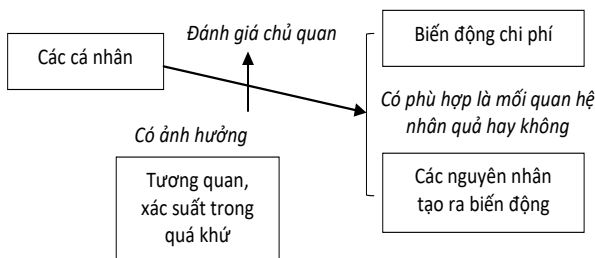 Đánh giá chủ quan
Các cá nhân
Biến động chi phí
Có phù hợp là mối quan hệ
nhân quả hay không
Có ảnh hưởng
Tương quan,
xác suất trong
quá khứ
Các nguyên nhân
tạo ra biến động